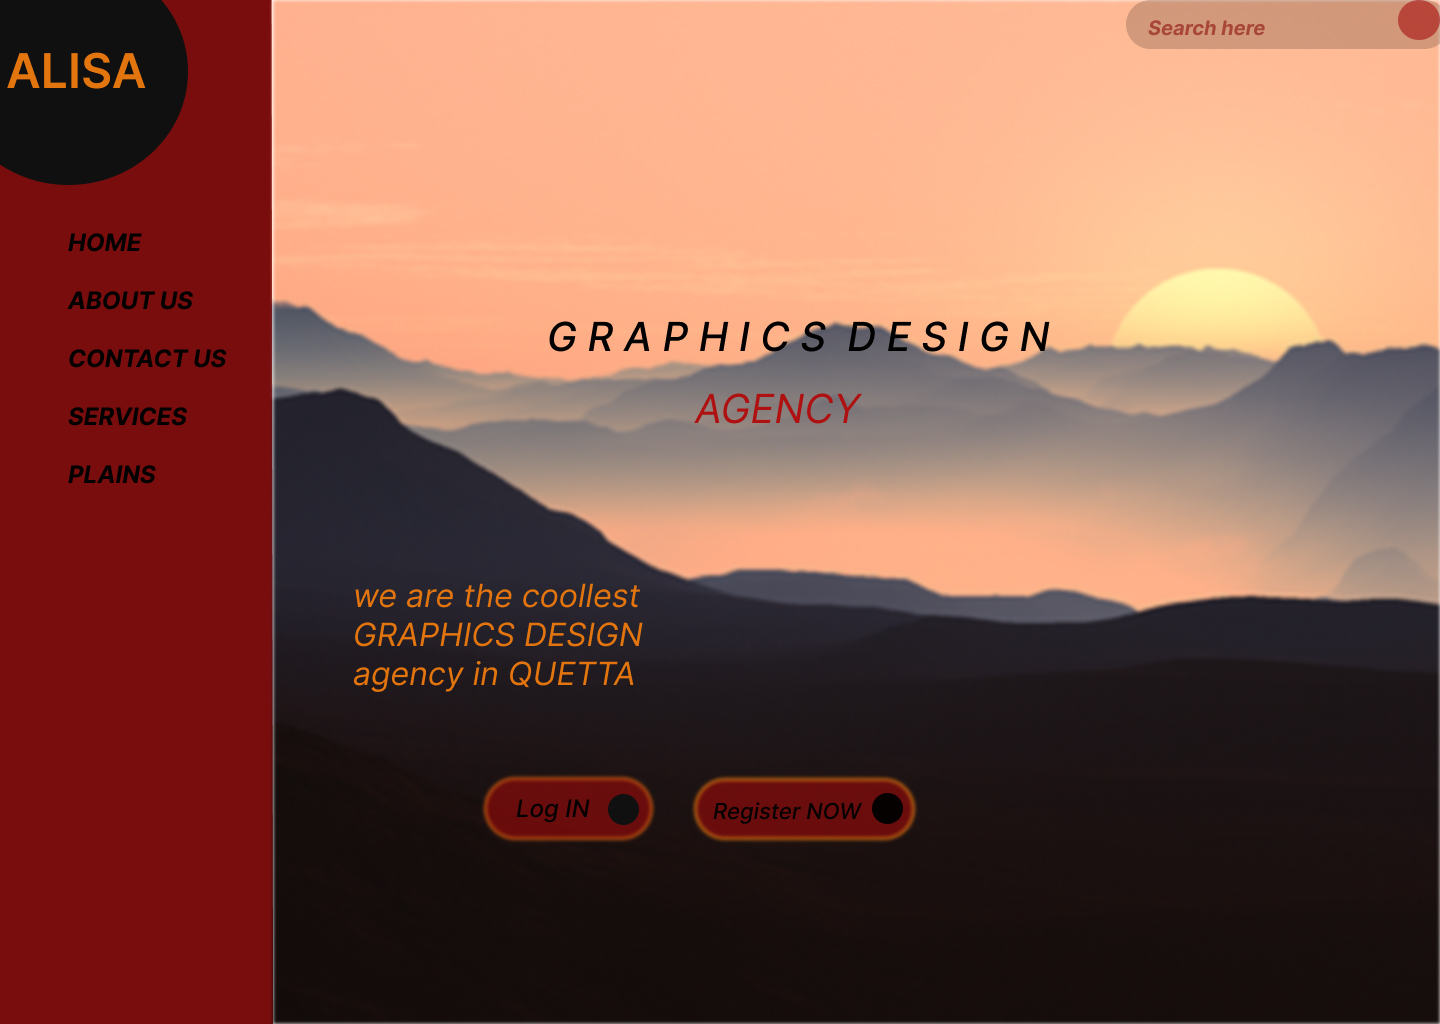 ALISA
Search here
HOME
ABOUT US
CONTACT US
SERVICES
PLAINS
GRAPHICS DESIGN
AGENCY
we are the coollest
GRAPHICS DESIGN
agency in QUETTA
Log IN
Register NOW